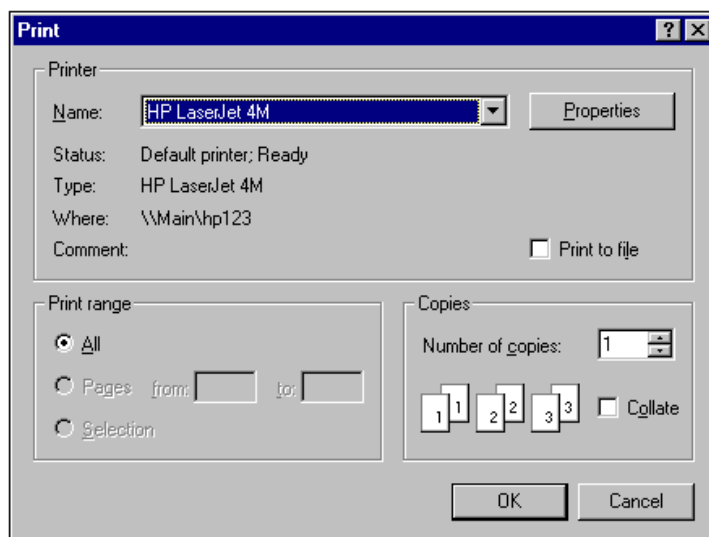 Print
Printer
Name: HP LaserJet 4M Properties
Status: Default printer; Ready
Type: HP LaserJet 4M
Where: \\Main\hp123
Comment: Print to file
Print range
All
Pages from: to:
Selection
Copies
Number of copies: 1
1 1 2 2 3 3 Collate
OK Cancel